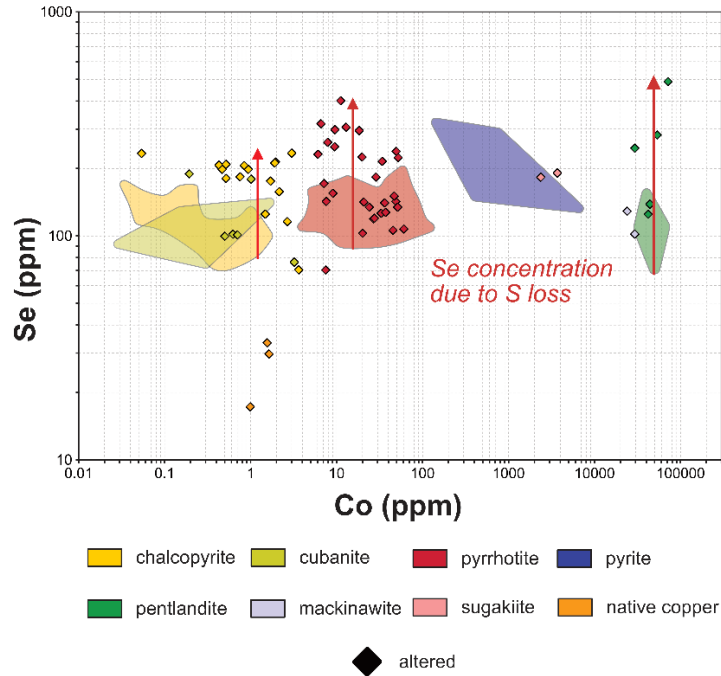 1000
100
10
Se (ppm)
Se concentration
due to S loss
0.01
0.1
1
10
100
1000
10000
100000
Co (ppm)
chalcopyrite
cubanite
pyrrhotite
pyrite
pentlandite
mackinawite
sugakiite
native copper
altered